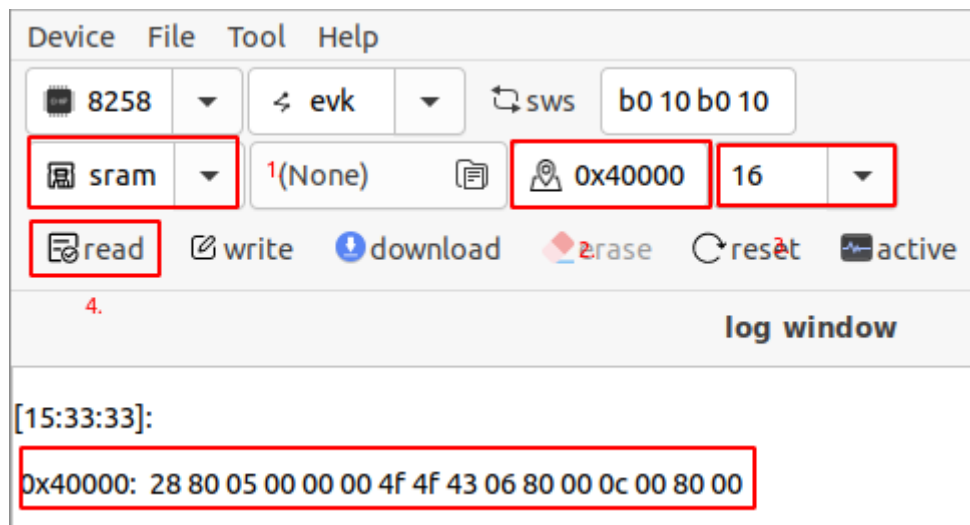 Device File Tool Help
8258 evk sws b0 10 b0 10
sram 1 (None) 0x40000 16
read write download 2. erase reset 3. active
4.
log window
[15:33:33]:
0x40000: 28 80 05 00 00 00 4f 4f 43 06 80 00 0c 00 80 00